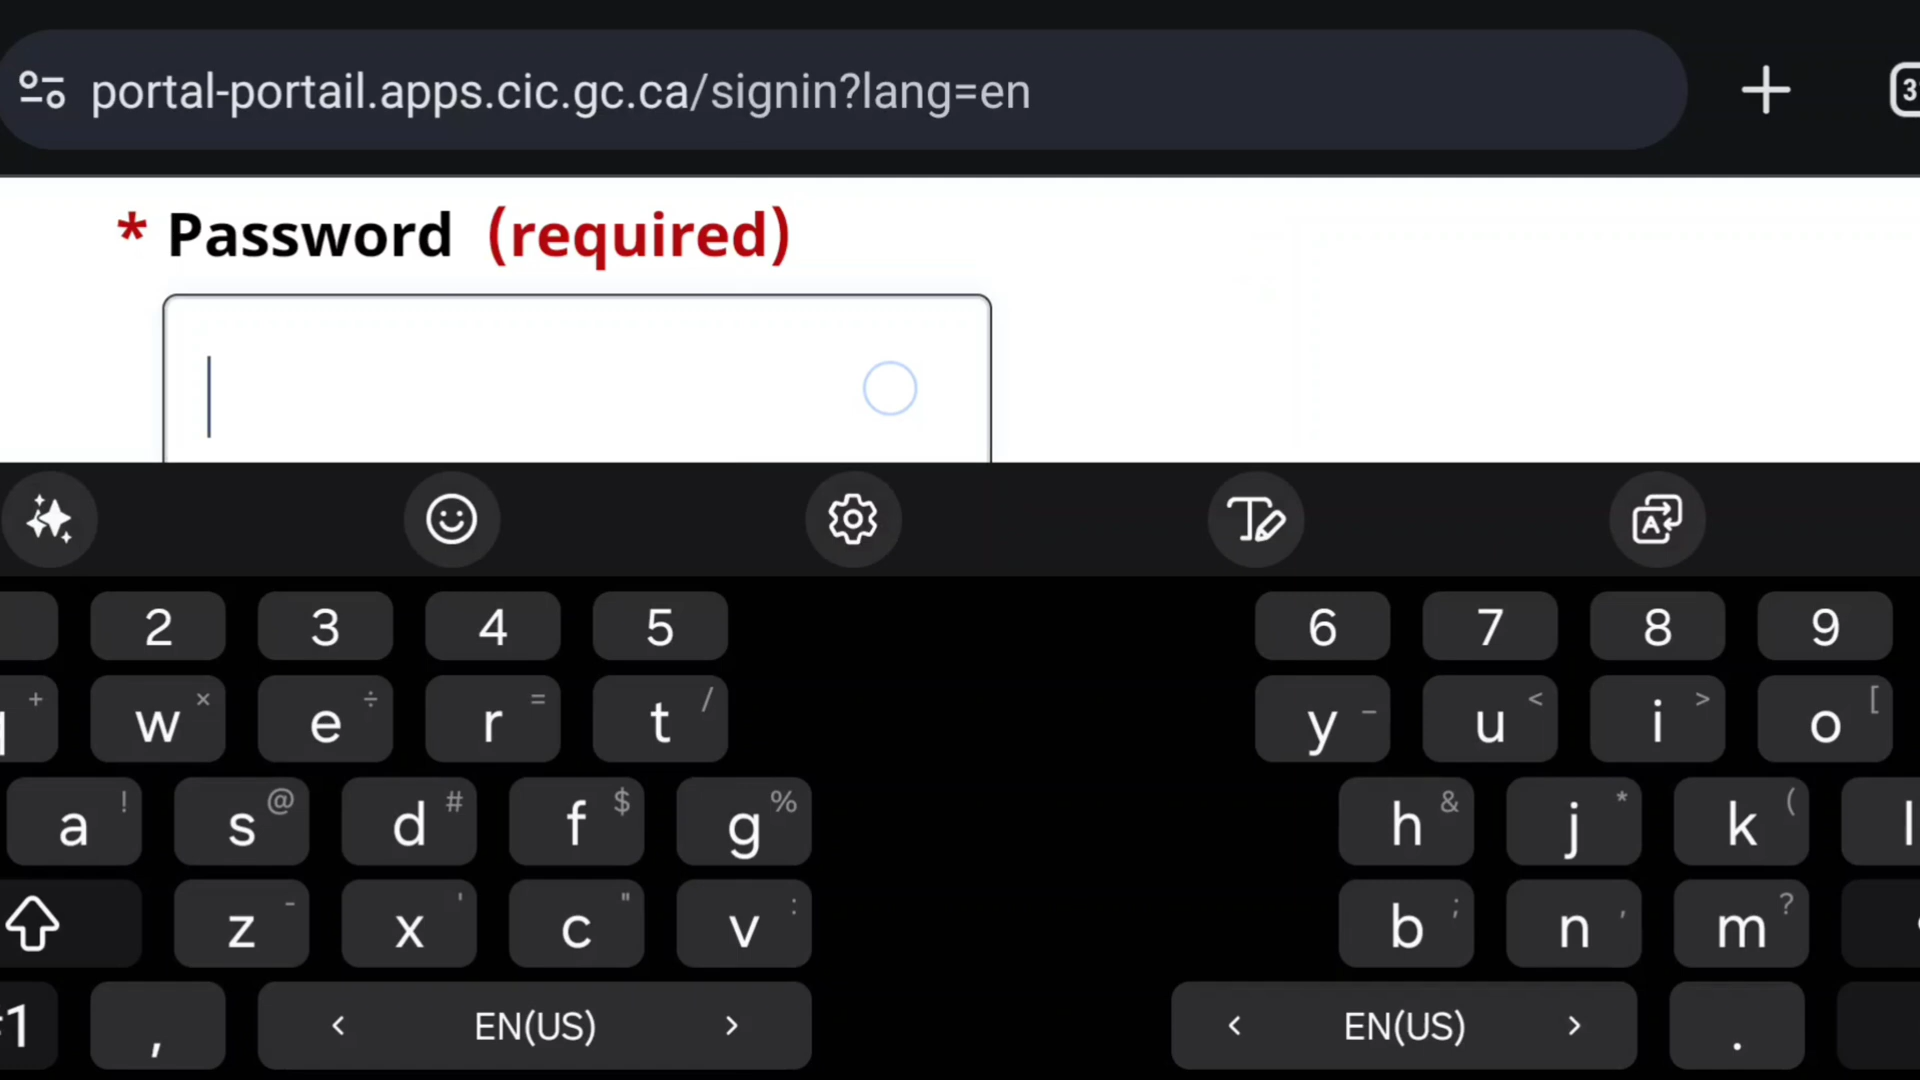 portal-portail.apps.cic.gc.ca/signin?lang=en
* Password (required)
2 3 4 5 6 7 8 9
+ w × e ÷ r = t / y – u < i > o [
a ! s @ d # f $ g % h & j * k ( l
z - x ' c " v : b ; n , m ?
, < EN(US) > < EN(US) > .